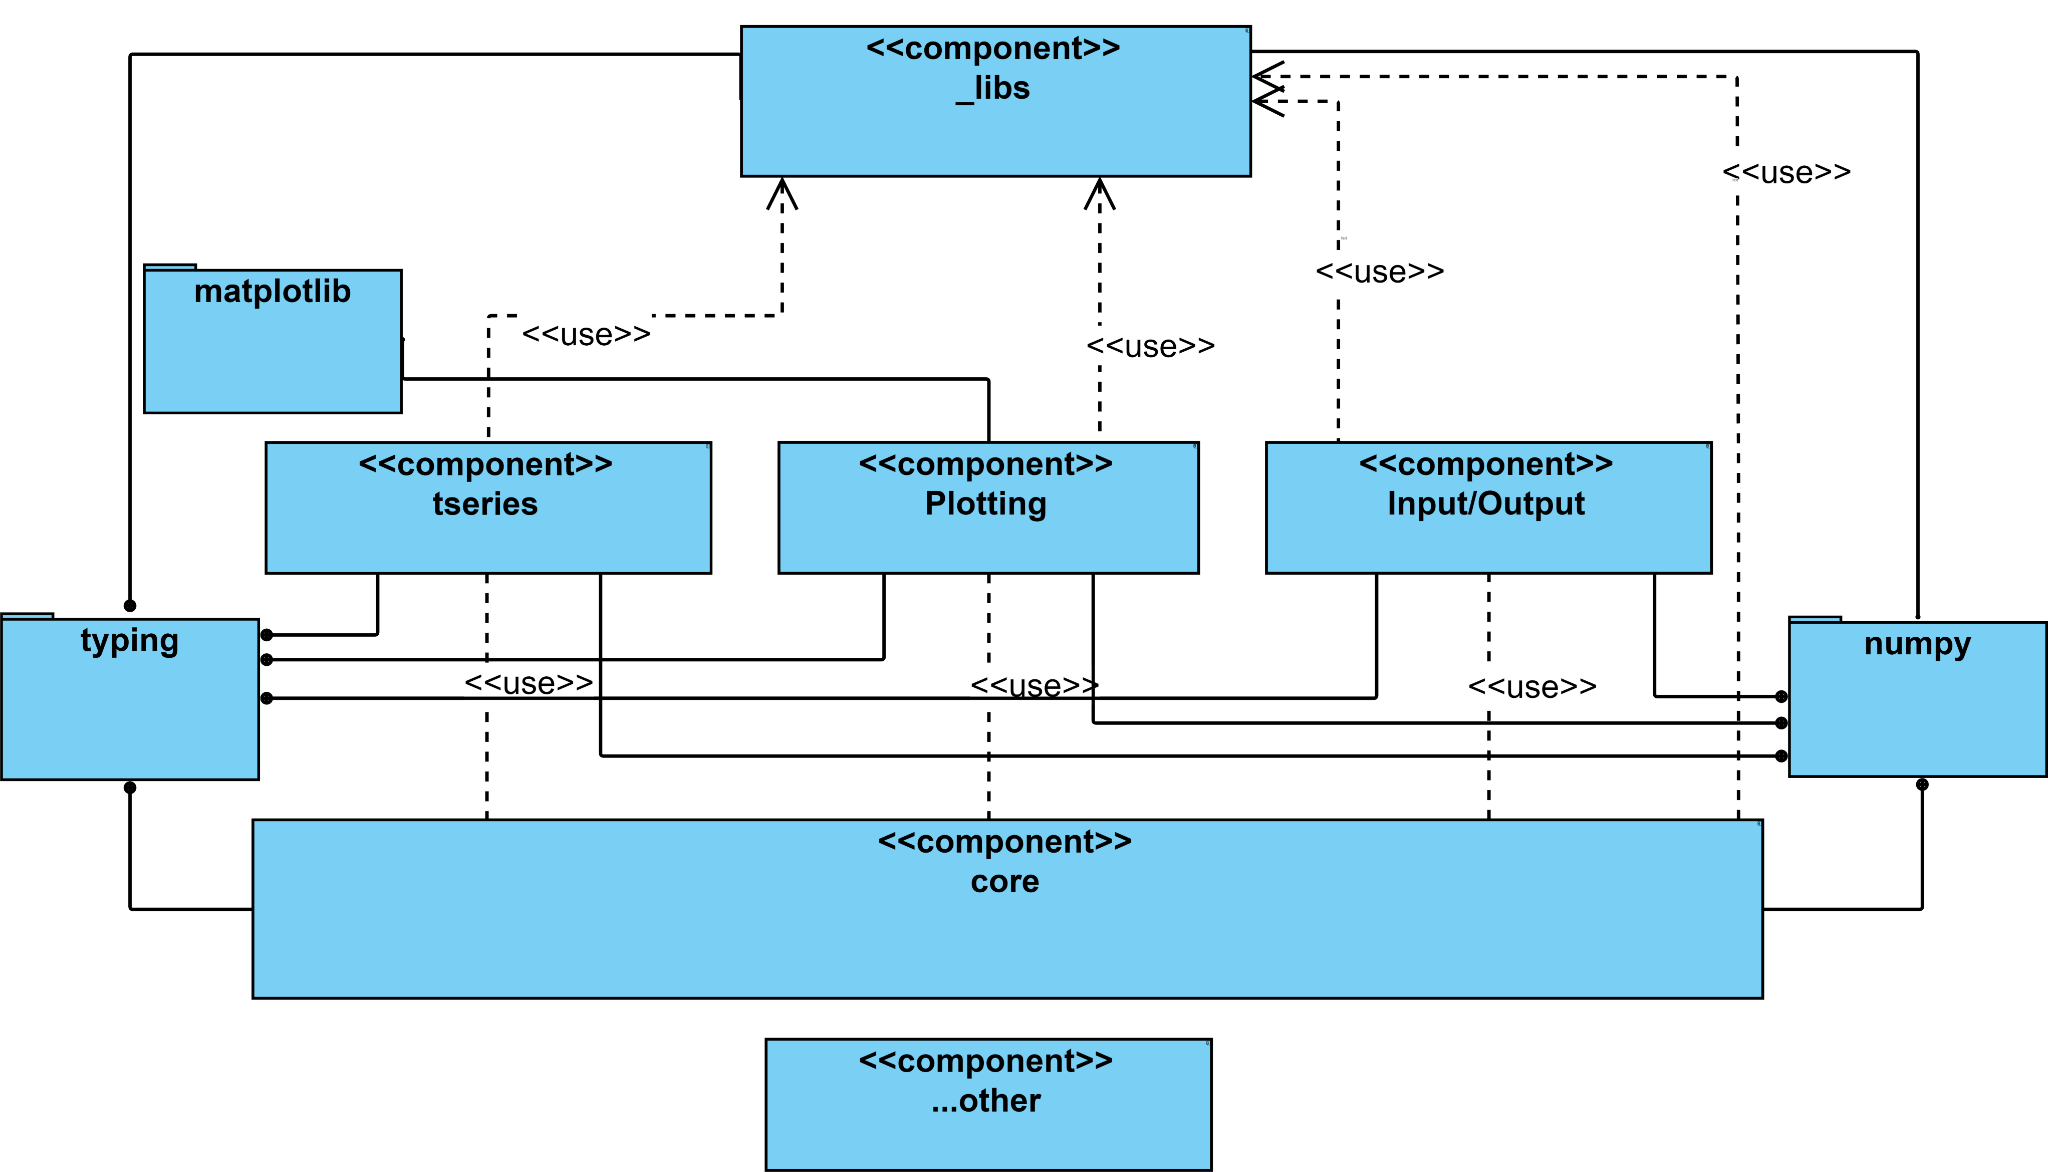 <<component>>
_libs
<<use>>
matplotlib
<<use>>
<<use>>
<<use>>
<<component>>
tseries
<<component>>
Plotting
<<component>>
Input/Output
typing
numpy
<<use>>
<<use>>
<<use>>
<<component>>
core
<<component>>
...other